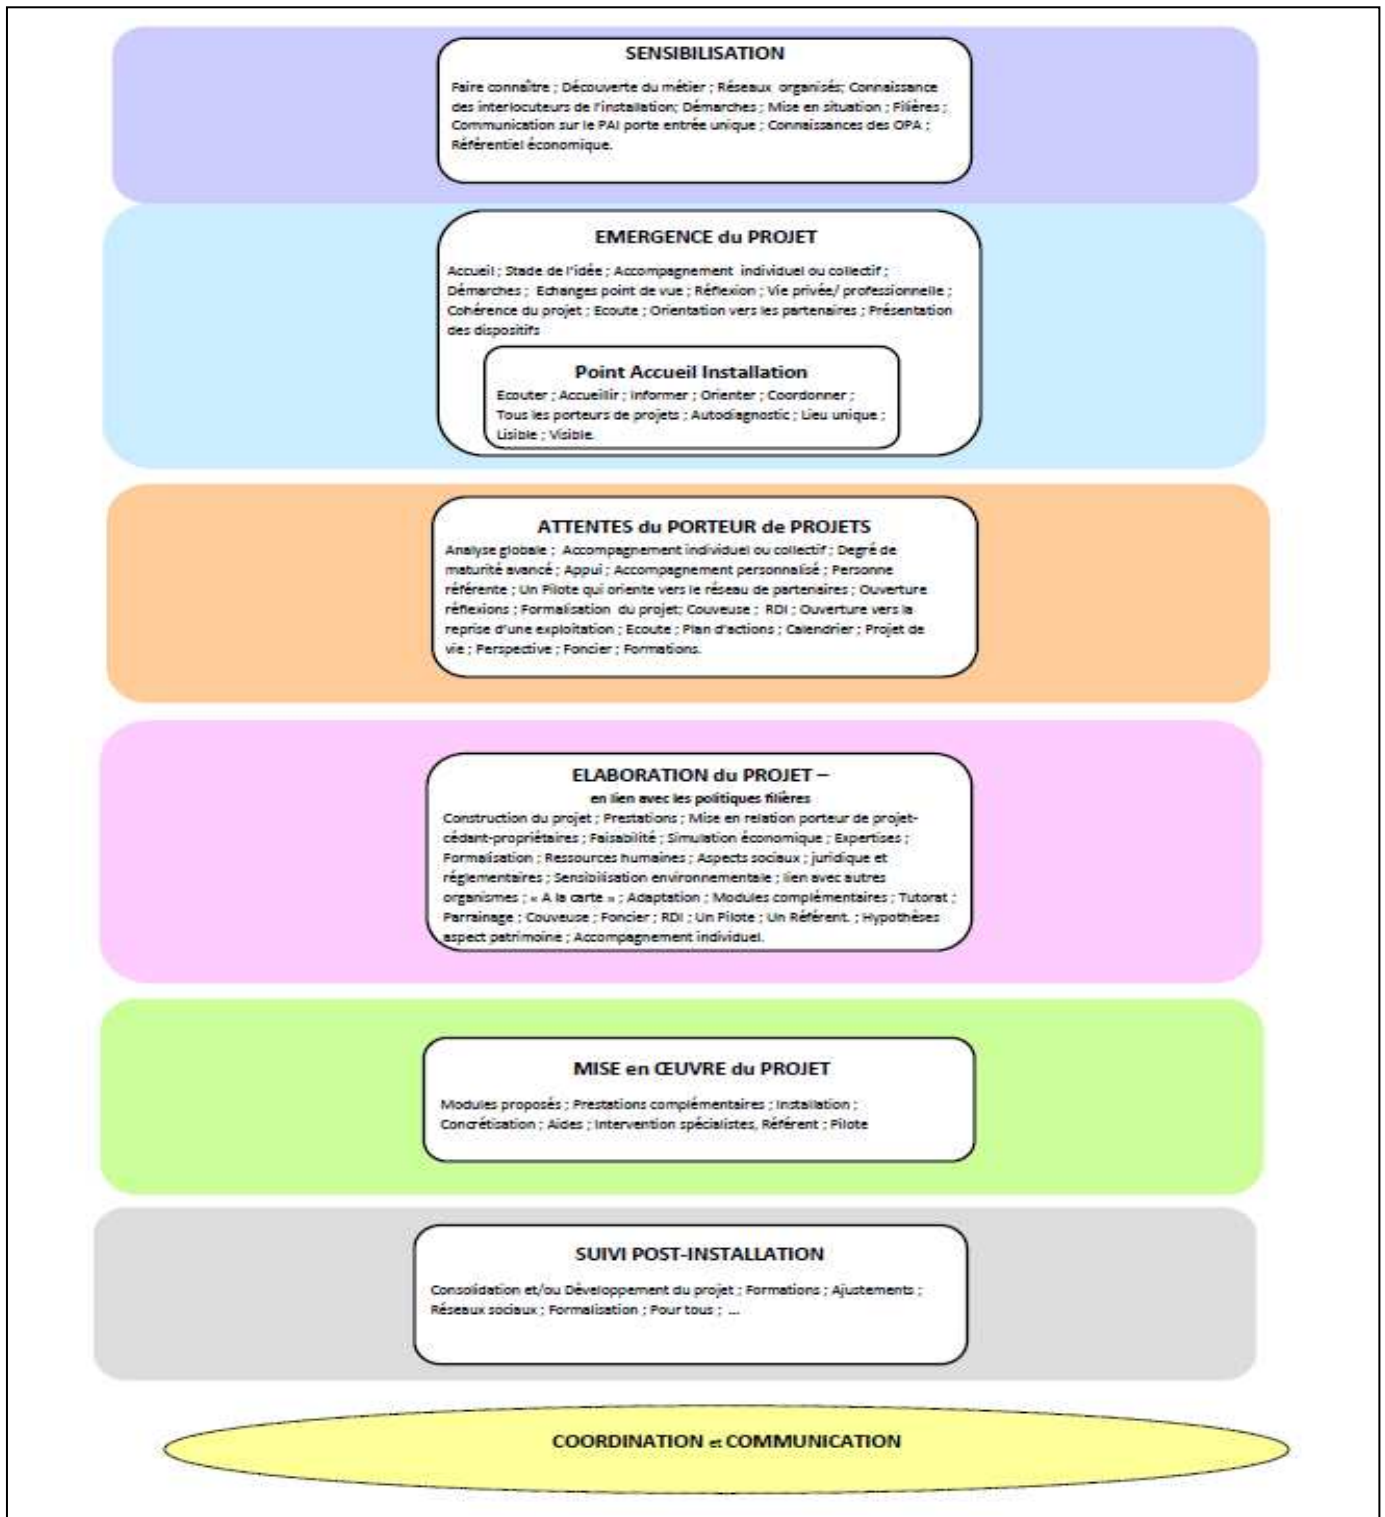 SENSIBILISATION
Faire connaître ; Découverte du métier ; Réseaux organisés; Connaissance
des interlocuteurs de l'installation; Démarches ; Mise en situation ; Filières ;
Communication sur le PAI porte entrée unique ; Connaissances des OPA ;
Référentiel économique.
EMERGENCE du PROJET
Accueil ; Stade de l'idée ; Accompagnement individuel ou collectif ;
Démarches ; Echanges point de vue ; Réflexion ; Vie privée/ professionnelle ;
Cohérence du projet ; Ecoute ; Orientation vers les partenaires ; Présentation
des dispositifs
Point Accueil Installation
Ecouter ; Accueillir ; Informer ; Orienter ; Coordonner ;
Tous les porteurs de projets ; Autodiagnostic ; Lieu unique ;
Lisible ; Visible.
ATTENTES du PORTEUR de PROJETS
Analyse globale ; Accompagnement individuel ou collectif ; Degré de
maturité avancé ; Appui ; Accompagnement personnalisé ; Personne
référente ; Un Pilote qui oriente vers le réseau de partenaires ; Ouverture
réflexions ; Formalisation du projet; Couveuse ; RDI ; Ouverture vers la
reprise d'une exploitation ; Ecoute ; Plan d'actions ; Calendrier ; Projet de
vie ; Perspective ; Foncier ; Formations.
ELABORATION du PROJET –
en lien avec les politiques filières
Construction du projet ; Prestations ; Mise en relation porteur de projet-
cédant-propriétaires ; Faisabilité ; Simulation économique ; Expertises ;
Formalisation ; Ressources humaines ; Aspects sociaux ; juridique et
réglementaires ; Sensibilisation environnementale ; lien avec autres
organismes ; « A la carte » ; Adaptation ; Modules complémentaires ; Tutorat ;
Parrainage ; Couveuse ; Foncier ; RDI ; Un Pilote ; Un Référent. ; Hypothèses
aspect patrimoine ; Accompagnement individuel.
MISE en ŒUVRE du PROJET
Modules proposés ; Prestations complémentaires ; Installation ;
Concrétisation ; Aides ; Intervention spécialistes, Référent ; Pilote
SUIVI POST-INSTALLATION
Consolidation et/ou Développement du projet ; Formations ; Ajustements ;
Réseaux sociaux ; Formalisation ; Pour tous ; ...
COORDINATION et COMMUNICATION